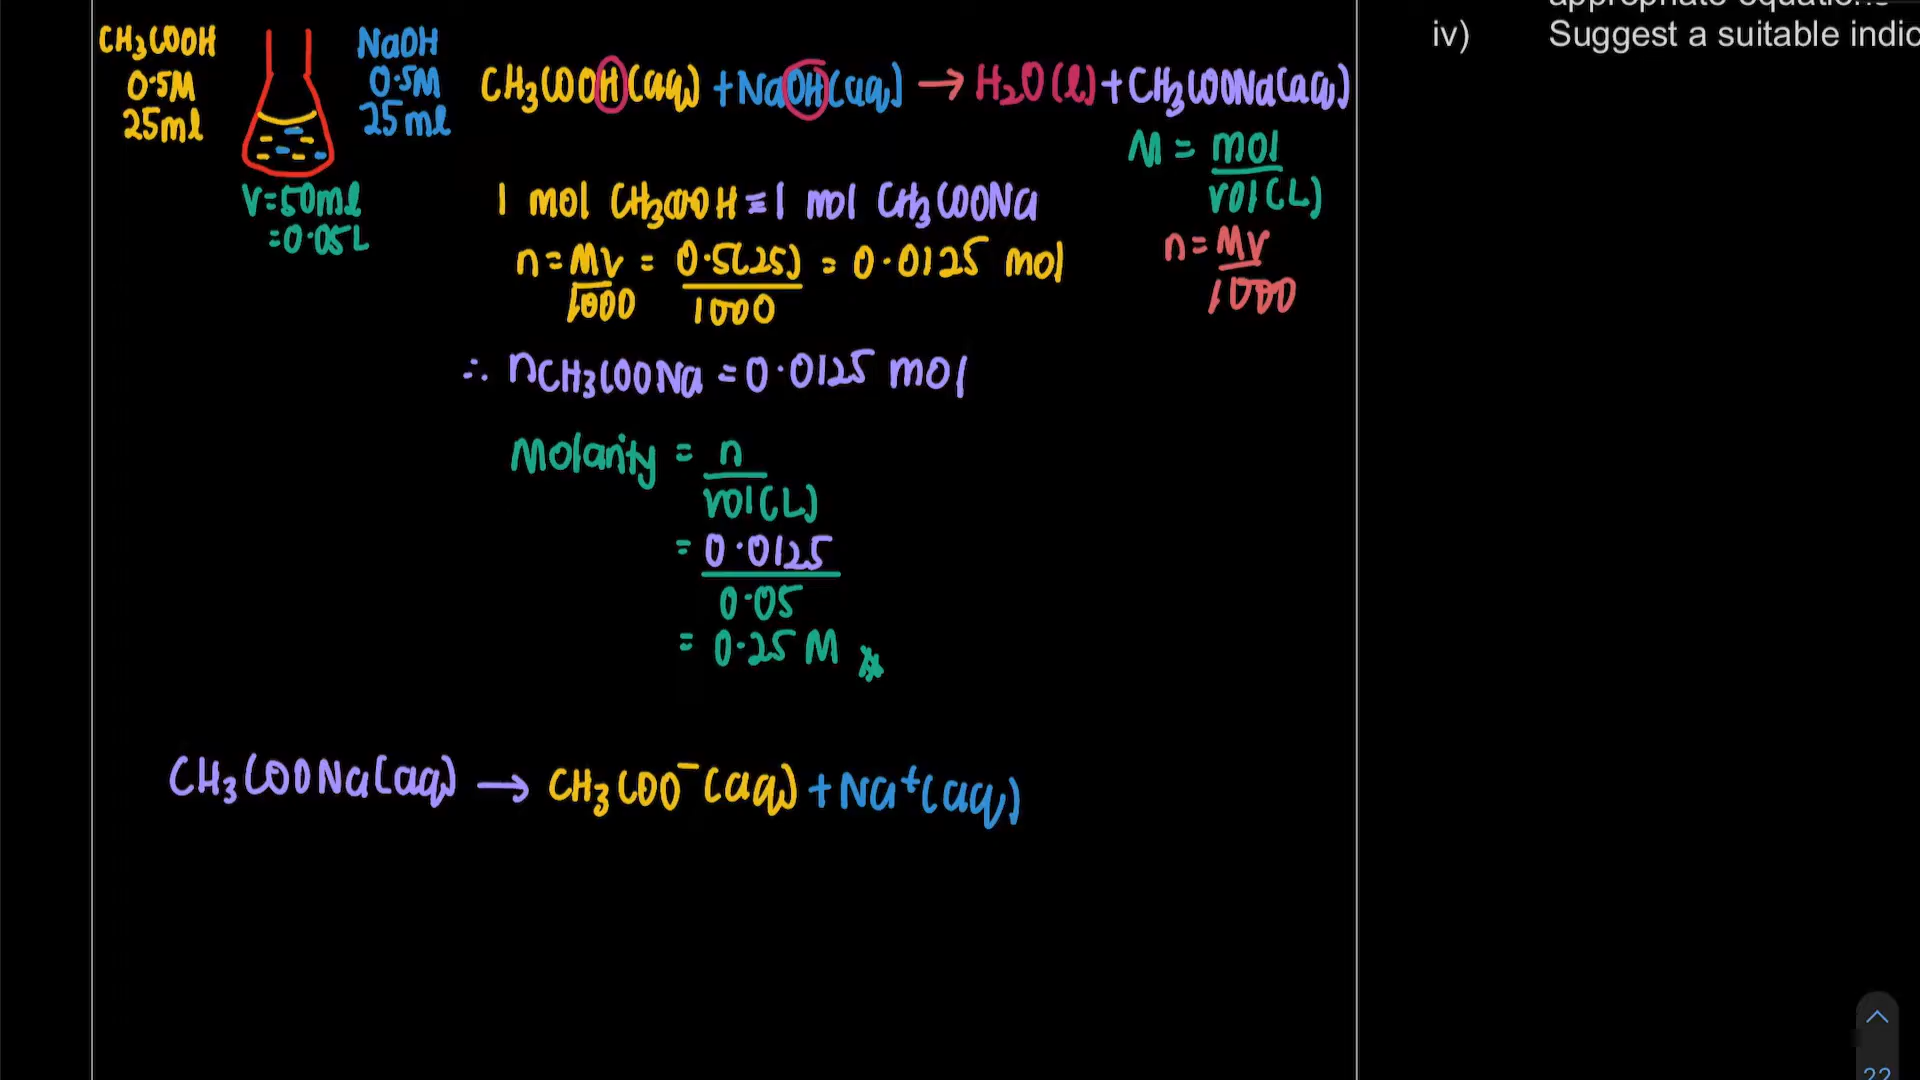 CH₃COOH
0.5M
25ml
NaOH
0.5M
25ml
V=50ml
=0.05L
CH₃COOH(aq) + NaOH(aq) → H₂O(l) + CH₃COONa(aq)
M = mol
vol(L)
n = MV
1000
1 mol CH₃COOH ≡ 1 mol CH₃COONa
n = MV = 0.5(25) = 0.0125 mol
1000 1000
∴ nCH₃COONa = 0.0125 mol
Molarity = n
vol(L)
= 0.0125
0.05
= 0.25 M
CH₃COONa(aq) → CH₃COO⁻(aq) + Na⁺(aq)
appropriate equations
iv) Suggest a suitable indic
22